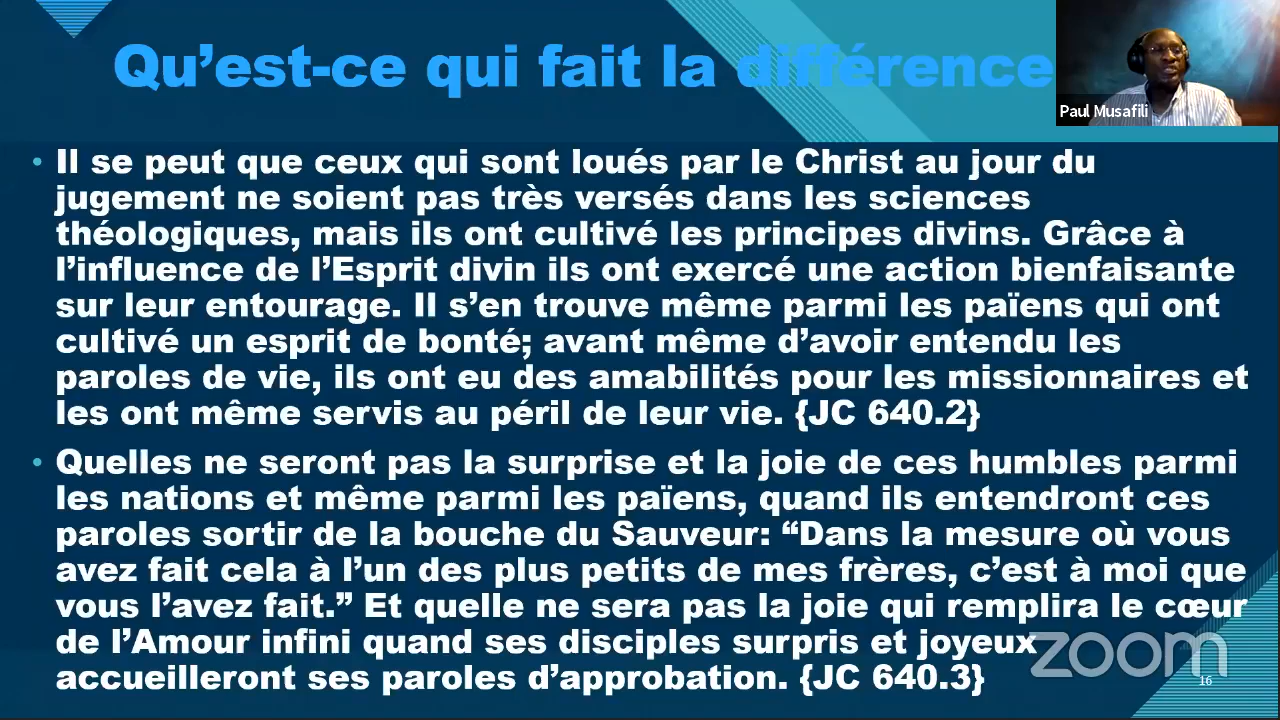 Qu’est-ce qui fait la différence
Paul Musafili
• Il se peut que ceux qui sont loués par le Christ au jour du
jugement ne soient pas très versés dans les sciences
théologiques, mais ils ont cultivé les principes divins. Grâce à
l’influence de l’Esprit divin ils ont exercé une action bienfaisante
sur leur entourage. Il s’en trouve même parmi les païens qui ont
cultivé un esprit de bonté; avant même d’avoir entendu les
paroles de vie, ils ont eu des amabilités pour les missionnaires et
les ont même servis au péril de leur vie. {JC 640.2}
• Quelles ne seront pas la surprise et la joie de ces humbles parmi
les nations et même parmi les païens, quand ils entendront ces
paroles sortir de la bouche du Sauveur: “Dans la mesure où vous
avez fait cela à l’un des plus petits de mes frères, c’est à moi que
vous l’avez fait.” Et quelle ne sera pas la joie qui remplira le cœur
de l’Amour infini quand ses disciples surpris et joyeux
accueilleront ses paroles d’approbation. {JC 640.3}
zoom
16